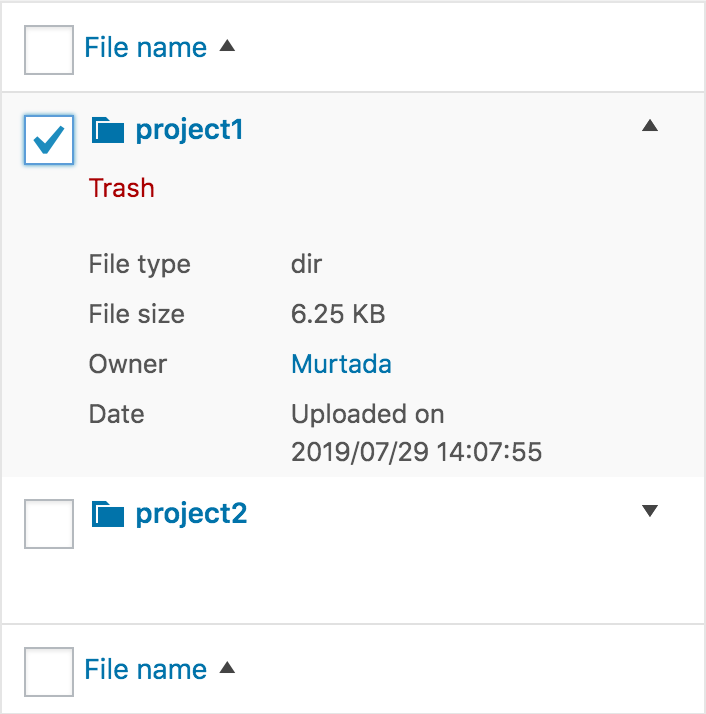 File name
project1
Trash
File type dir
File size 6.25 KB
Owner Murtada
Date Uploaded on
2019/07/29 14:07:55
project2
File name